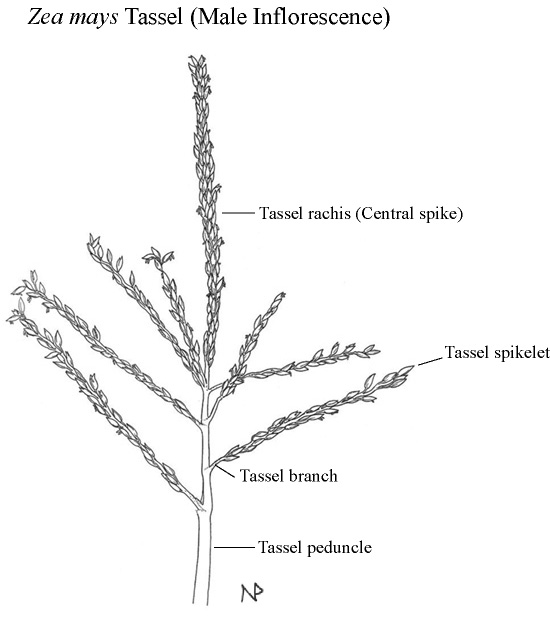 Zea mays Tassel (Male Inflorescence)
Tassel rachis (Central spike)
Tassel spikelet
Tassel branch
Tassel peduncle
NP